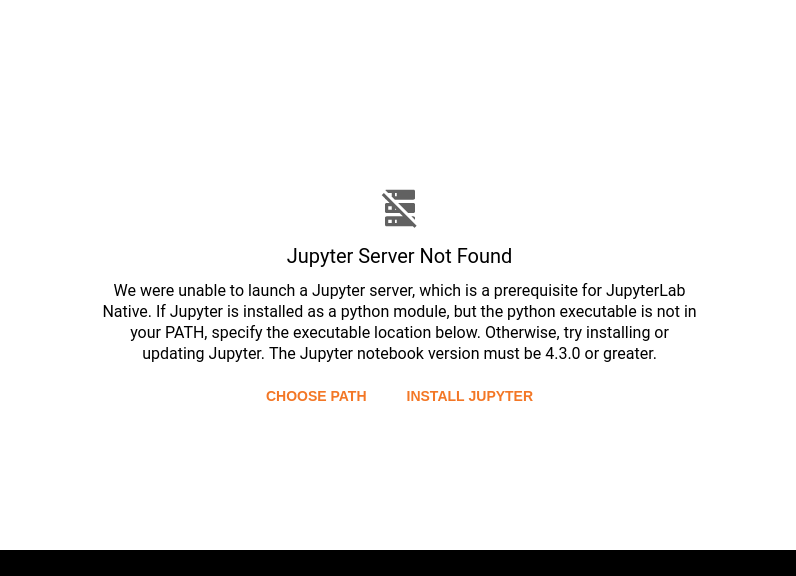 Jupyter Server Not Found
We were unable to launch a Jupyter server, which is a prerequisite for JupyterLab
Native. If Jupyter is installed as a python module, but the python executable is not in
your PATH, specify the executable location below. Otherwise, try installing or
updating Jupyter. The Jupyter notebook version must be 4.3.0 or greater.
CHOOSE PATH INSTALL JUPYTER